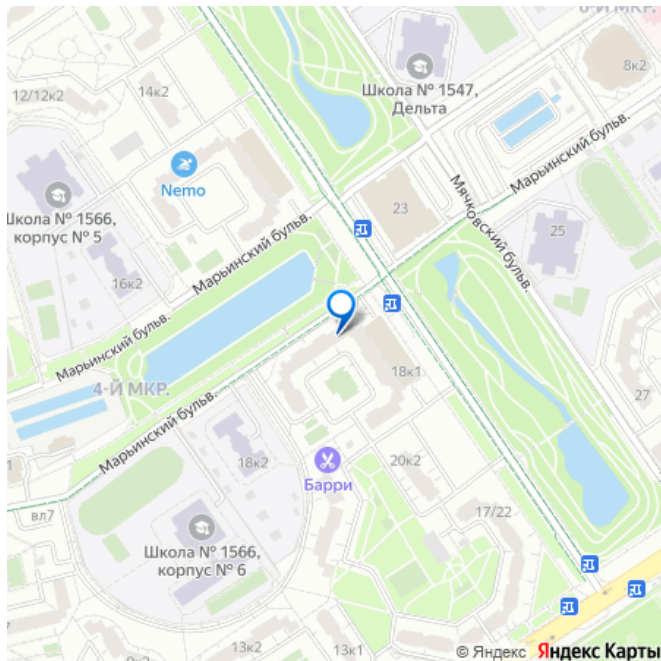 6-Й МКР.
8к2
Школа № 1547,
Дельта
12/12к2
14к2
Марьинский бульв.
Nemo
Мячковский бульв.
23
Школа № 1566,
корпус № 5
Марьинский бульв.
25
16к2
Марьинский бульв.
4-Й МКР.
18к1
27
Марьинский бульв.
18к2
20к2
Барри
17/22
вл7
Школа № 1566,
корпус № 6
13к2
13к1
© Яндекс Яндекс Карты